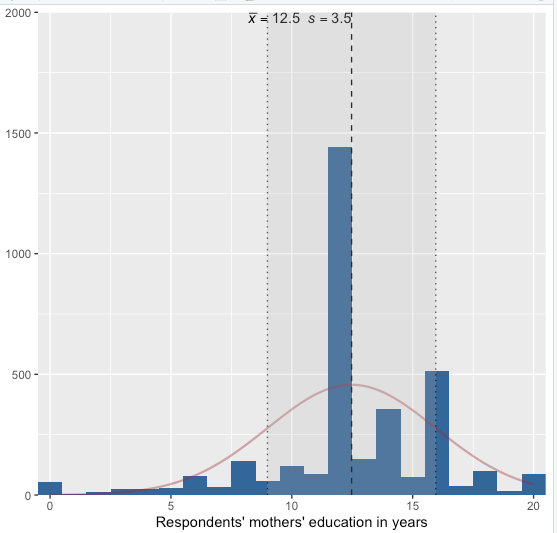 2000
x̅ = 12.5 s = 3.5
1500
1000
500
0
0 5 10 15 20
Respondents' mothers' education in years